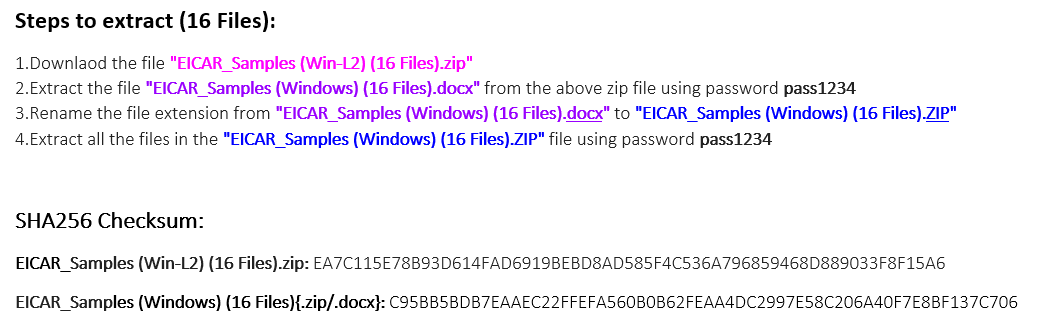 Steps to extract (16 Files):
1.Downlaod the file "EICAR_Samples (Win-L2) (16 Files).zip"
2.Extract the file "EICAR_Samples (Windows) (16 Files).docx" from the above zip file using password pass1234
3.Rename the file extension from "EICAR_Samples (Windows) (16 Files).docx" to "EICAR_Samples (Windows) (16 Files).ZIP"
4.Extract all the files in the "EICAR_Samples (Windows) (16 Files).ZIP" file using password pass1234
SHA256 Checksum:
EICAR_Samples (Win-L2) (16 Files).zip: EA7C115E78B93D614FAD6919BEBD8AD585F4C536A796859468D889033F8F15A6
EICAR_Samples (Windows) (16 Files){.zip/.docx}: C95BB5BDB7EAAEC22FFEFA560B0B62FEAA4DC2997E58C206A40F7E8BF137C706